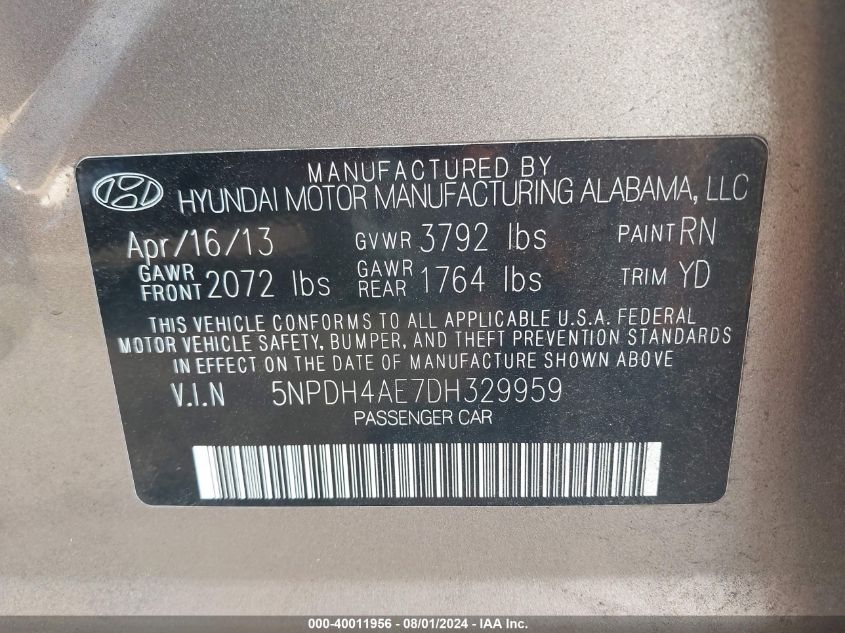 MANUFACTURED BY
HYUNDAI MOTOR MANUFACTURING ALABAMA, LLC
Apr/16/13 GVWR 3792 lbs PAINT RN
GAWR FRONT 2072 lbs GAWR REAR 1764 lbs TRIM YD
THIS VEHICLE CONFORMS TO ALL APPLICABLE U.S.A. FEDERAL
MOTOR VEHICLE SAFETY, BUMPER, AND THEFT PREVENTION STANDARDS
IN EFFECT ON THE DATE OF MANUFACTURE SHOWN ABOVE
V.I.N 5NPDH4AE7DH329959
PASSENGER CAR
000-40011956 - 08/01/2024 - IAA Inc.